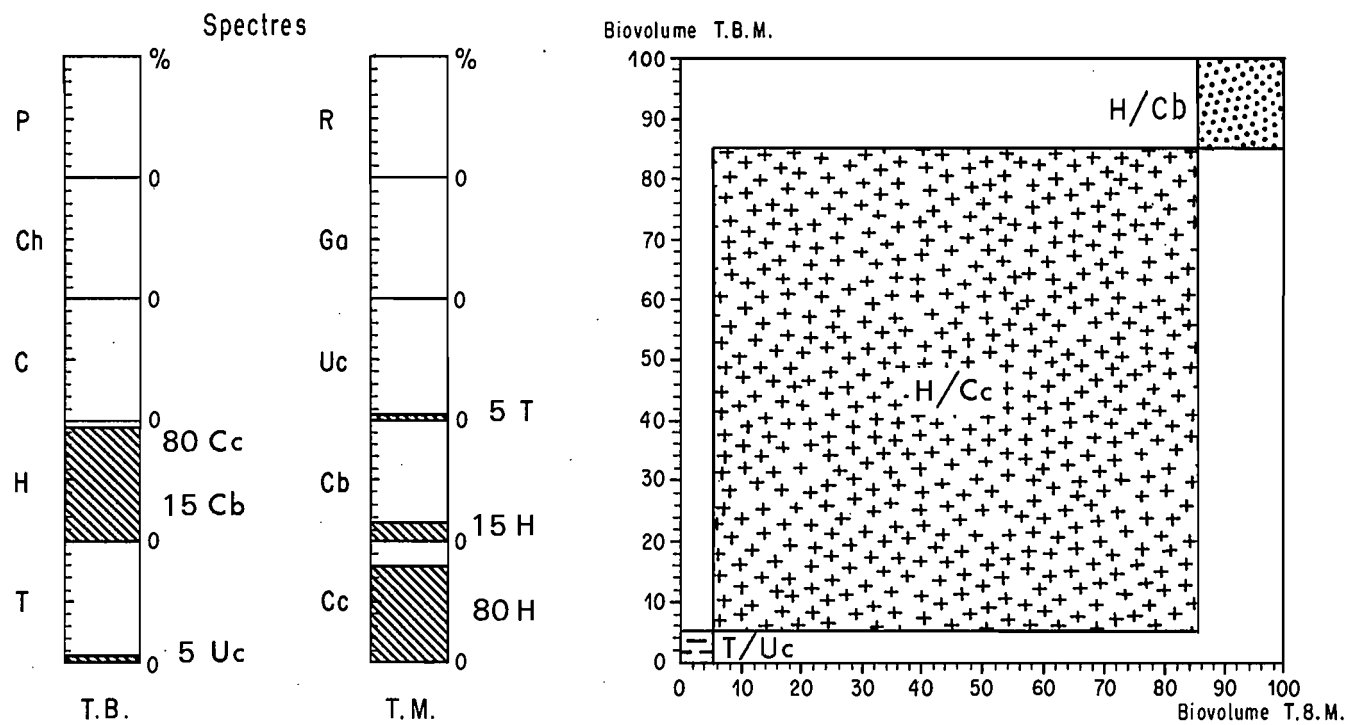 Spectres
%
P
0
Ch
0
C
0
80 Cc
H
15 Cb
0
T
5 Uc
0
T.B.
%
R
0
Ga
0
Uc
5 T
0
Cb
15 H
0
Cc
80 H
0
T.M.
Biovolume T.B.M.
100
90
80
70
60
50
40
30
20
10
0
H/Cb
H/Cc
T/Uc
0 10 20 30 40 50 60 70 80 90 100
Biovolume T.8.M.